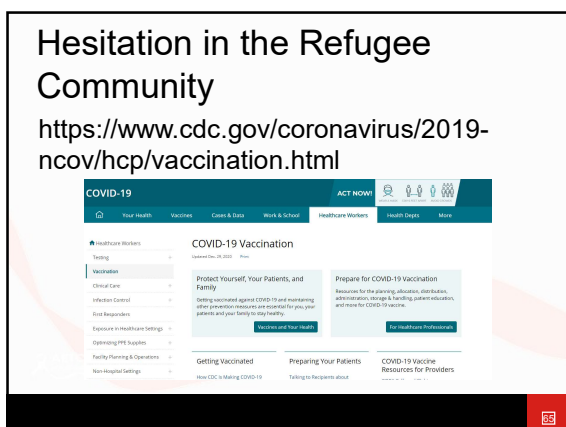 Hesitation in the Refugee
Community
https://www.cdc.gov/coronavirus/2019-
ncov/hcp/vaccination.html
COVID-19
ACT NOW!
Your Health
Vaccines
Cases & Data
Work & School
Healthcare Workers
Health Depts
More
Healthcare Workers
Testing
Vaccination
Clinical Care
Infection Control
First Responders
Exposure in Healthcare Settings
Optimizing PPE Supplies
Facility Planning & Operations
Non-Hospital Settings
COVID-19 Vaccination
Updated Dec. 29, 2020 Print
Protect Yourself, Your Patients, and
Family
Getting vaccinated against COVID-19 and maintaining
other prevention measures are essential for you, your
patients and your family to stay healthy.
Vaccines and Your Health
Prepare for COVID-19 Vaccination
Resources for the planning, allocation, distribution,
administration, storage & handling, patient education,
and more for COVID-19 vaccine.
For Healthcare Professionals
Getting Vaccinated
How CDC Is Making COVID-19
Preparing Your Patients
Talking to Recipients about
COVID-19 Vaccine
Resources for Providers
65